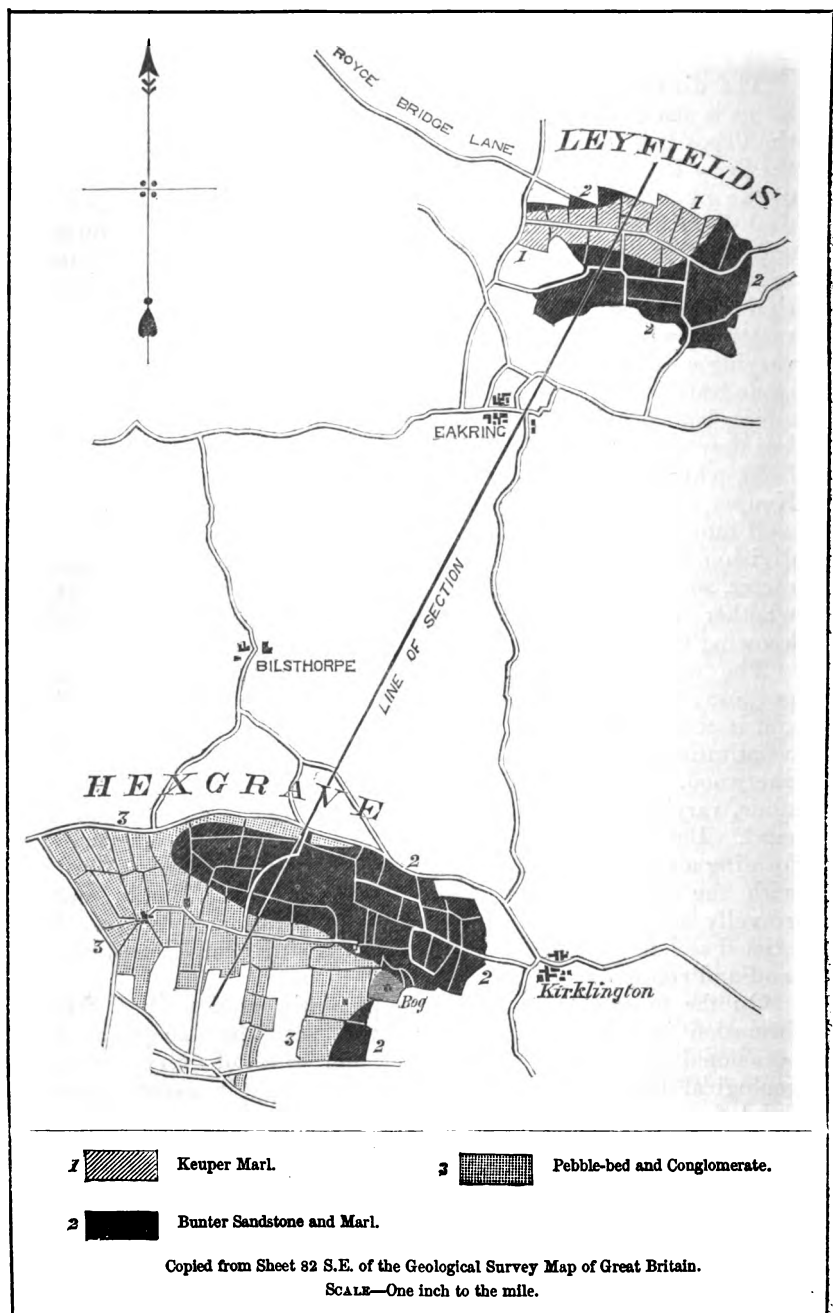 ROYCE BRIDGE LANE
LEYFIELDS
2
1
1
2
2
EAKRING
LINE OF SECTION
BILSTHORPE
HEXGRAVE
3
2
3
2
Bog
Kirklington
3
2
1 Keuper Marl.
3 Pebble-bed and Conglomerate.
2 Bunter Sandstone and Marl.
Copied from Sheet 82 S.E. of the Geological Survey Map of Great Britain.
SCALE—One inch to the mile.